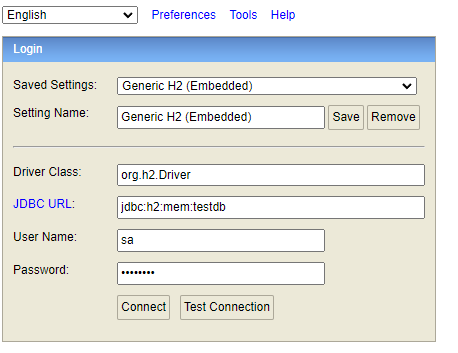 English Preferences Tools Help
Login
Saved Settings: Generic H2 (Embedded)
Setting Name: Generic H2 (Embedded) Save Remove
Driver Class: org.h2.Driver
JDBC URL: jdbc:h2:mem:testdb
User Name: sa
Password: ••••••••
Connect Test Connection